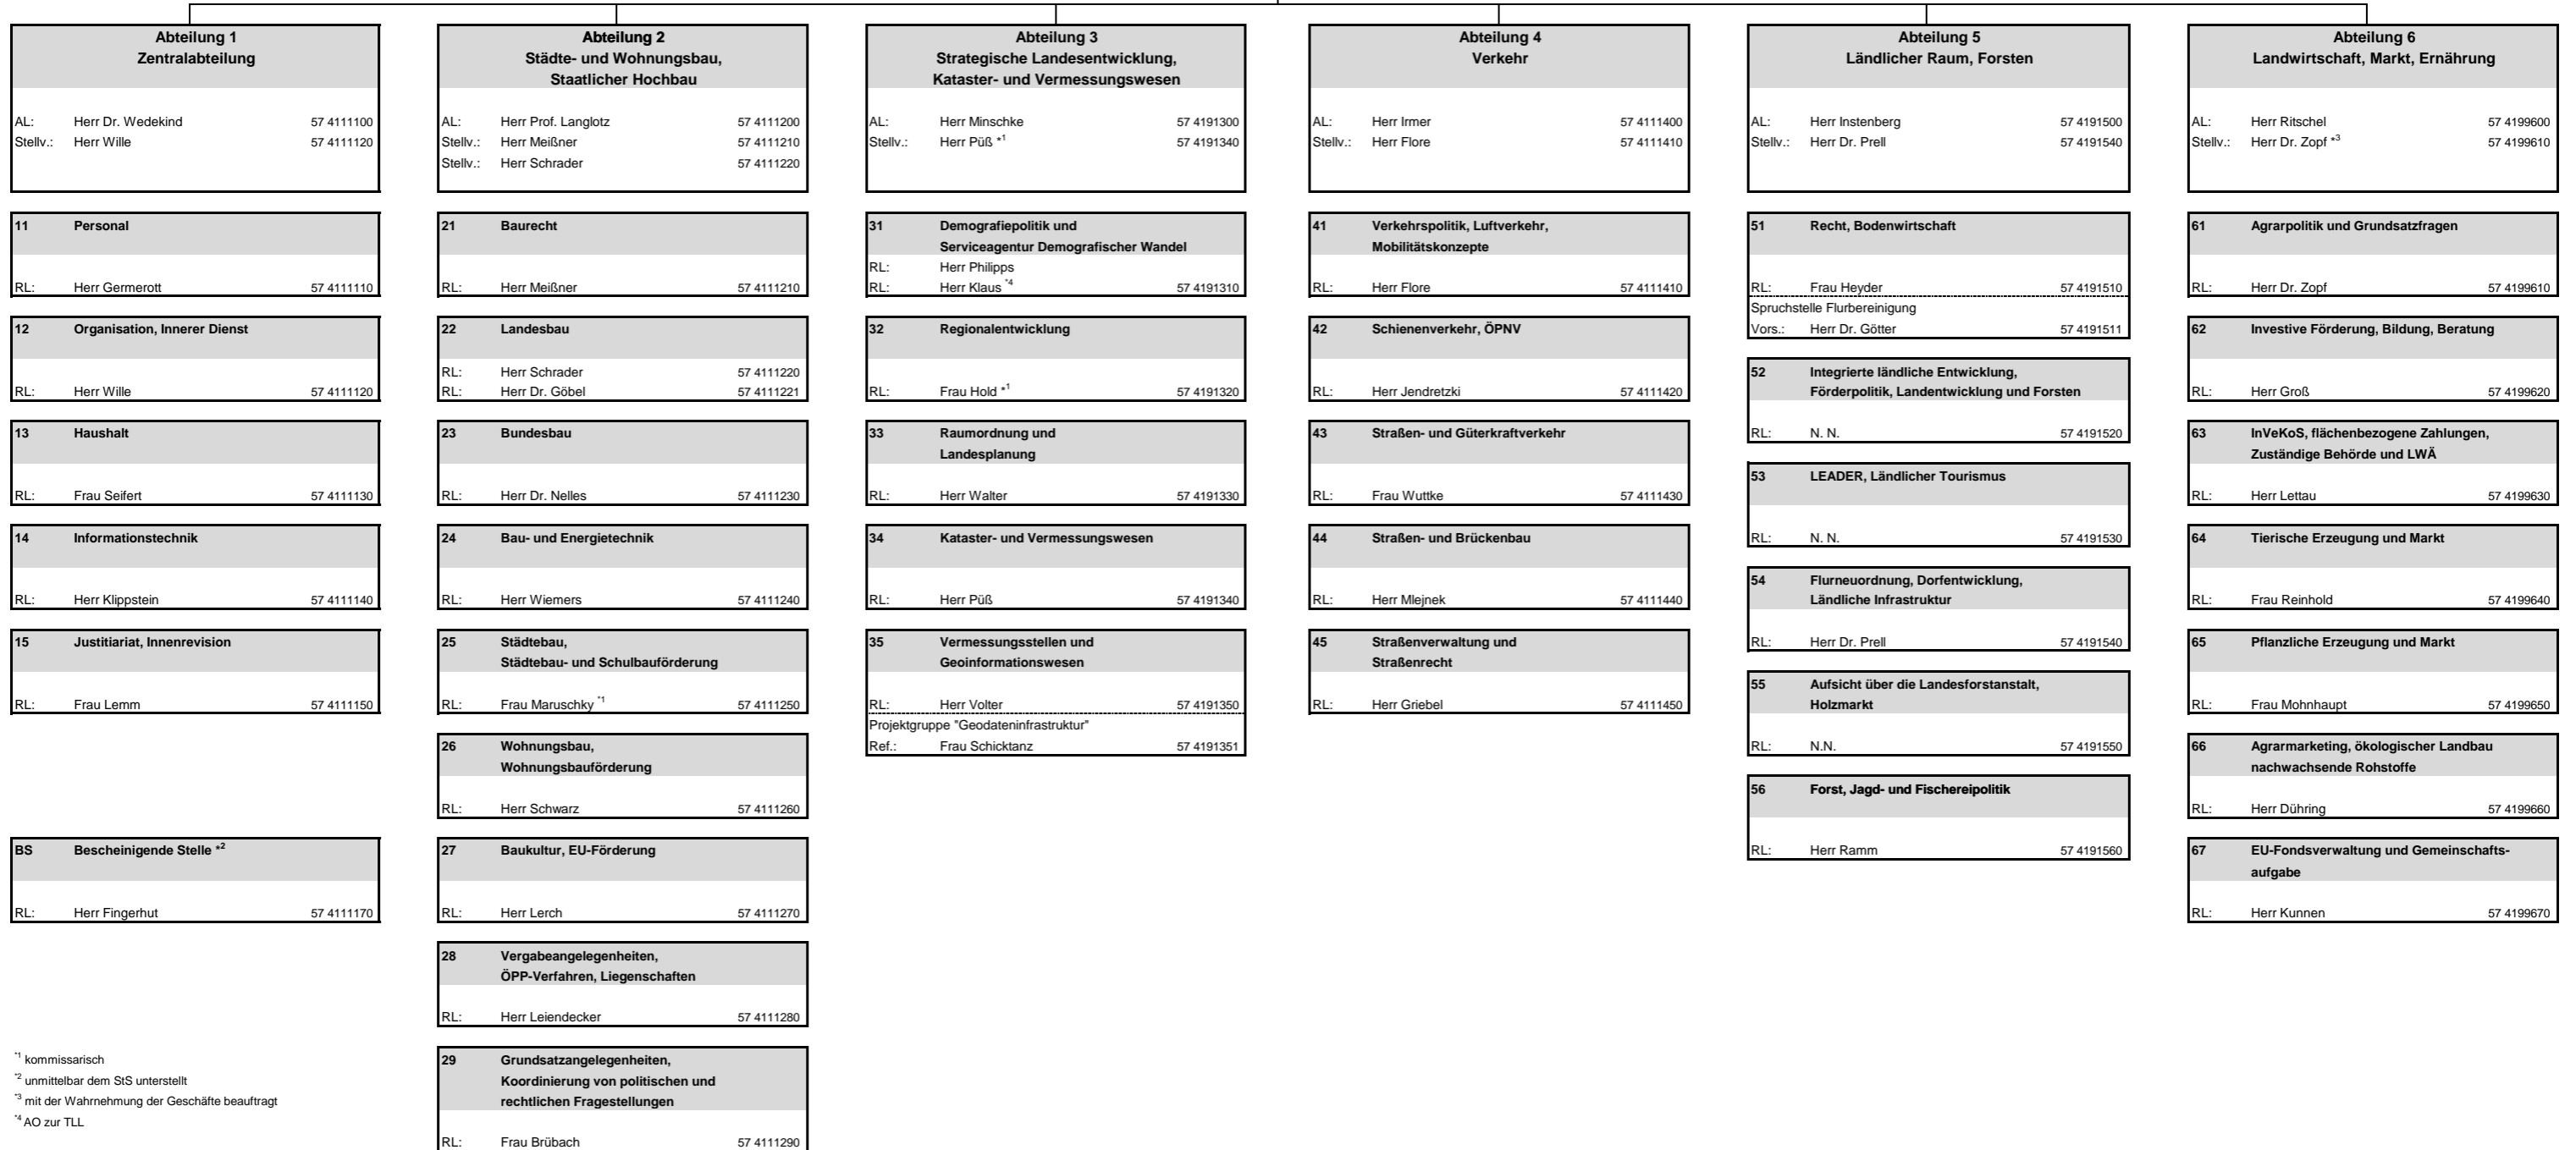 Abteilung 1
Zentralabteilung
AL: Herr Dr. Wedekind 57 4111100
Stellv.: Herr Wille 57 4111120
11 Personal
RL: Herr Germerott 57 4111110
12 Organisation, Innerer Dienst
RL: Herr Wille 57 4111120
13 Haushalt
RL: Frau Seifert 57 4111130
14 Informationstechnik
RL: Herr Klippstein 57 4111140
15 Justitiariat, Innenrevision
RL: Frau Lemm 57 4111150
BS Bescheinigende Stelle *2
RL: Herr Fingerhut 57 4111170
*1 kommissarisch
*2 unmittelbar dem StS unterstellt
*3 mit der Wahrnehmung der Geschäfte beauftragt
*4 AO zur TLL
Abteilung 2
Städte- und Wohnungsbau,
Staatlicher Hochbau
AL: Herr Prof. Langlotz 57 4111200
Stellv.: Herr Meißner 57 4111210
Stellv.: Herr Schrader 57 4111220
21 Baurecht
RL: Herr Meißner 57 4111210
22 Landesbau
RL: Herr Schrader 57 4111220
RL: Herr Dr. Göbel 57 4111221
23 Bundesbau
RL: Herr Dr. Nelles 57 4111230
24 Bau- und Energietechnik
RL: Herr Wiemers 57 4111240
25 Städtebau,
Städtebau- und Schulbauförderung
RL: Frau Maruschky *1 57 4111250
26 Wohnungsbau,
Wohnungsbauförderung
RL: Herr Schwarz 57 4111260
27 Baukultur, EU-Förderung
RL: Herr Lerch 57 4111270
28 Vergabeangelegenheiten,
ÖPP-Verfahren, Liegenschaften
RL: Herr Leiendecker 57 4111280
29 Grundsatzangelegenheiten,
Koordinierung von politischen und
rechtlichen Fragestellungen
RL: Frau Brübach 57 4111290
Abteilung 3
Strategische Landesentwicklung,
Kataster- und Vermessungswesen
AL: Herr Minschke 57 4191300
Stellv.: Herr Püß *1 57 4191340
31 Demografiepolitik und
Serviceagentur Demografischer Wandel
RL: Herr Philipps
RL: Herr Klaus *4 57 4191310
32 Regionalentwicklung
RL: Frau Hold *1 57 4191320
33 Raumordnung und
Landesplanung
RL: Herr Walter 57 4191330
34 Kataster- und Vermessungswesen
RL: Herr Püß 57 4191340
35 Vermessungsstellen und
Geoinformationswesen
RL: Herr Volter 57 4191350
Projektgruppe "Geodateninfrastruktur"
Ref.: Frau Schicktanz 57 4191351
Abteilung 4
Verkehr
AL: Herr Irmer 57 4111400
Stellv.: Herr Flore 57 4111410
41 Verkehrspolitik, Luftverkehr,
Mobilitätskonzepte
RL: Herr Flore 57 4111410
42 Schienenverkehr, ÖPNV
RL: Herr Jendretzki 57 4111420
43 Straßen- und Güterkraftverkehr
RL: Frau Wuttke 57 4111430
44 Straßen- und Brückenbau
RL: Herr Mlejnek 57 4111440
45 Straßenverwaltung und
Straßenrecht
RL: Herr Griebel 57 4111450
Abteilung 5
Ländlicher Raum, Forsten
AL: Herr Instenberg 57 4191500
Stellv.: Herr Dr. Prell 57 4191540
51 Recht, Bodenwirtschaft
RL: Frau Heyder 57 4191510
Spruchstelle Flurbereinigung
Vors.: Herr Dr. Götter 57 4191511
52 Integrierte ländliche Entwicklung,
Förderpolitik, Landentwicklung und Forsten
RL: N. N. 57 4191520
53 LEADER, Ländlicher Tourismus
RL: N. N. 57 4191530
54 Flurneuordnung, Dorfentwicklung,
Ländliche Infrastruktur
RL: Herr Dr. Prell 57 4191540
55 Aufsicht über die Landesforstanstalt,
Holzmarkt
RL: N.N. 57 4191550
56 Forst, Jagd- und Fischereipolitik
RL: Herr Ramm 57 4191560
Abteilung 6
Landwirtschaft, Markt, Ernährung
AL: Herr Ritschel 57 4199600
Stellv.: Herr Dr. Zopf *3 57 4199610
61 Agrarpolitik und Grundsatzfragen
RL: Herr Dr. Zopf 57 4199610
62 Investive Förderung, Bildung, Beratung
RL: Herr Groß 57 4199620
63 InVeKoS, flächenbezogene Zahlungen,
Zuständige Behörde und LWÄ
RL: Herr Lettau 57 4199630
64 Tierische Erzeugung und Markt
RL: Frau Reinhold 57 4199640
65 Pflanzliche Erzeugung und Markt
RL: Frau Mohnhaupt 57 4199650
66 Agrarmarketing, ökologischer Landbau
nachwachsende Rohstoffe
RL: Herr Dühring 57 4199660
67 EU-Fondsverwaltung und Gemeinschafts-
aufgabe
RL: Herr Kunnen 57 4199670